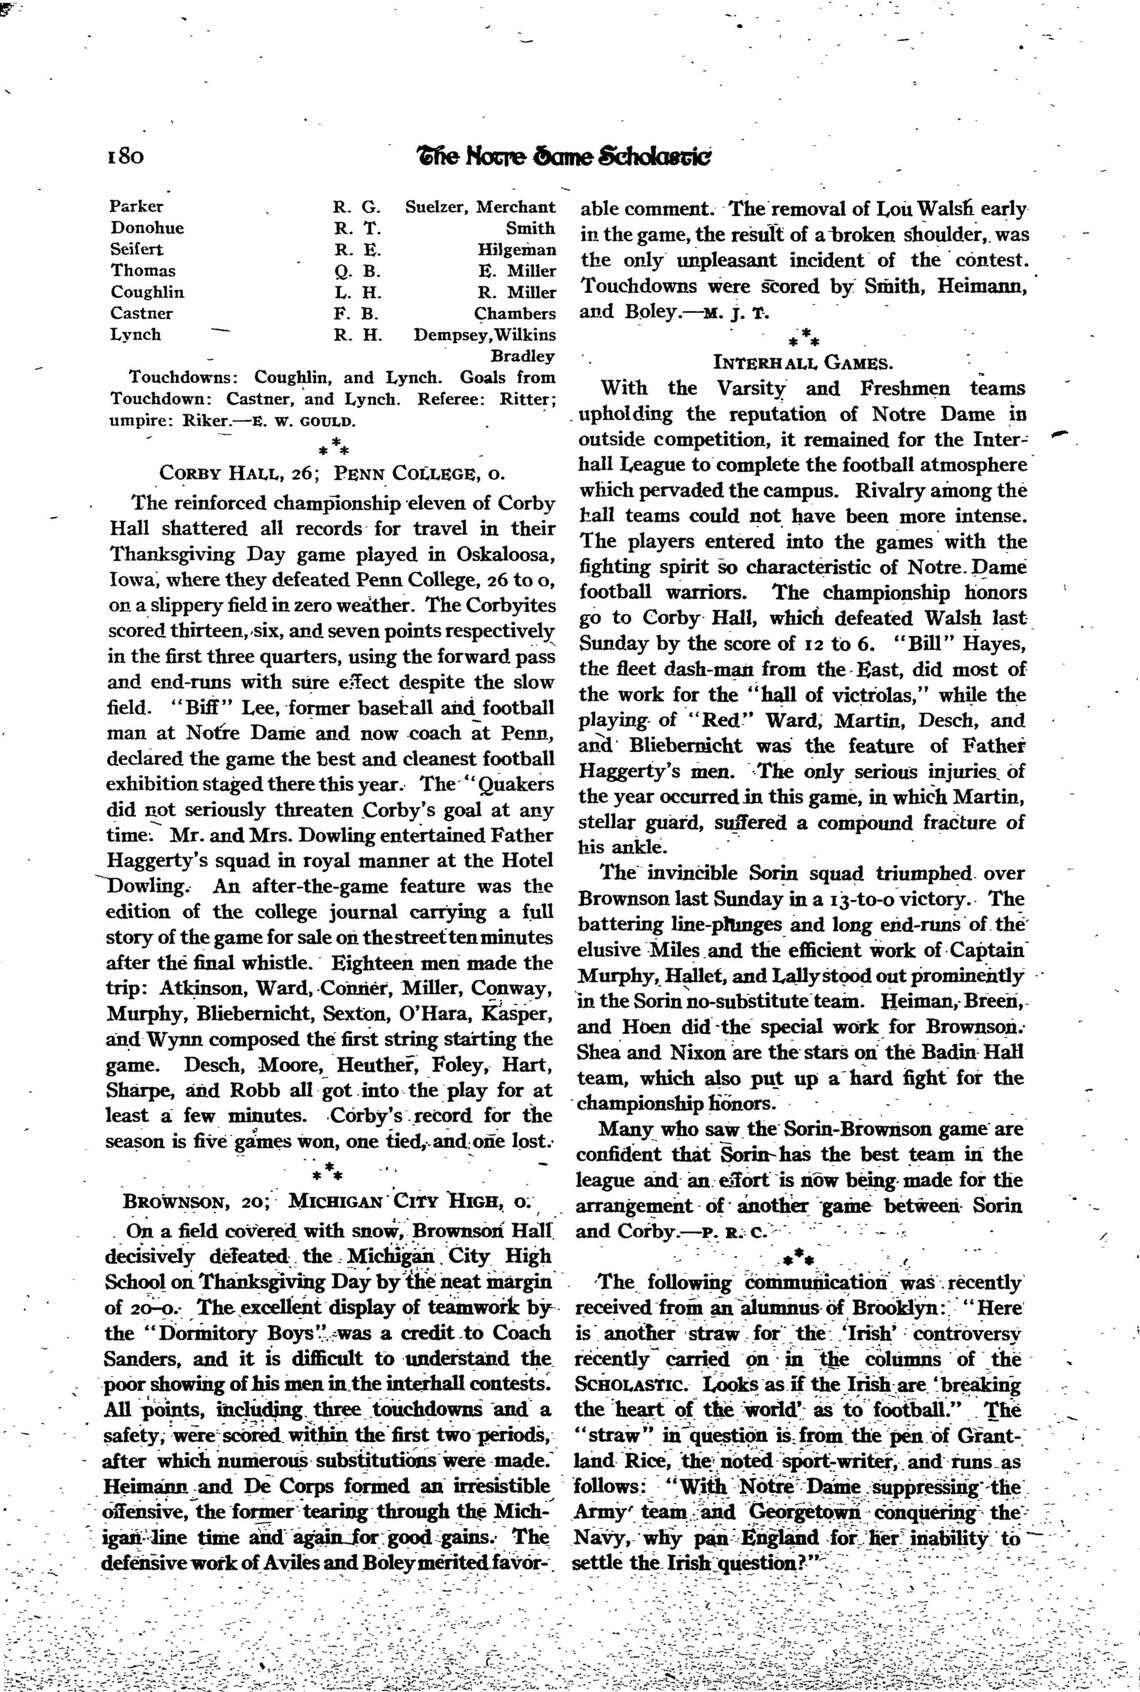 180
The Notre Dame Scholastic
Parker R. G. Suelzer, Merchant
Donohue R. T. Smith
Seifert R. E. Hilgeman
Thomas Q. B. E. Miller
Coughlin L. H. R. Miller
Castner F. B. Chambers
Lynch R. H. Dempsey, Wilkins
Bradley
Touchdowns: Coughlin, and Lynch. Goals from
Touchdown: Castner, and Lynch. Referee: Ritter;
umpire: Riker.—E. W. GOULD.
***
CORBY HALL, 26; PENN COLLEGE, 0.
The reinforced championship eleven of Corby
Hall shattered all records for travel in their
Thanksgiving Day game played in Oskaloosa,
Iowa, where they defeated Penn College, 26 to 0,
on a slippery field in zero weather. The Corbyites
scored thirteen, six, and seven points respectively
in the first three quarters, using the forward pass
and end-runs with sure effect despite the slow
field. "Biff" Lee, former baseball and football
man at Notre Dame and now coach at Penn,
declared the game the best and cleanest football
exhibition staged there this year. The "Quakers
did not seriously threaten Corby's goal at any
time. Mr. and Mrs. Dowling entertained Father
Haggerty's squad in royal manner at the Hotel
Dowling. An after-the-game feature was the
edition of the college journal carrying a full
story of the game for sale on the street ten minutes
after the final whistle. Eighteen men made the
trip: Atkinson, Ward, Conner, Miller, Conway,
Murphy, Bliebernicht, Sexton, O'Hara, Kasper,
and Wynn composed the first string starting the
game. Desch, Moore, Heuther, Foley, Hart,
Sharpe, and Robb all got into the play for at
least a few minutes. Corby's record for the
season is five games won, one tied, and one lost.
***
BROWNSON, 20; MICHIGAN CITY HIGH, 0.
On a field covered with snow, Brownson Hall
decisively defeated the Michigan City High
School on Thanksgiving Day by the neat margin
of 20-0. The excellent display of teamwork by
the "Dormitory Boys" was a credit to Coach
Sanders, and it is difficult to understand the
poor showing of his men in the interhall contests.
All points, including three touchdowns and a
safety, were scored within the first two periods,
after which numerous substitutions were made.
Heimann and De Corps formed an irresistible
offensive, the former tearing through the Mich-
igan line time and again for good gains. The
defensive work of Aviles and Boley merited favor-
able comment. The removal of Lou Walsh early
in the game, the result of a broken shoulder, was
the only unpleasant incident of the contest.
Touchdowns were scored by Smith, Heimann,
and Boley.—M. J. T.
***
INTERHALL GAMES.
With the Varsity and Freshmen teams
upholding the reputation of Notre Dame in
outside competition, it remained for the Inter-
hall League to complete the football atmosphere
which pervaded the campus. Rivalry among the
hall teams could not have been more intense.
The players entered into the games with the
fighting spirit so characteristic of Notre Dame
football warriors. The championship honors
go to Corby Hall, which defeated Walsh last
Sunday by the score of 12 to 6. "Bill" Hayes,
the fleet dash-man from the East, did most of
the work for the "hall of victrolas," while the
playing of "Red" Ward, Martin, Desch, and
and Bliebernicht was the feature of Father
Haggerty's men. The only serious injuries of
the year occurred in this game, in which Martin,
stellar guard, suffered a compound fracture of
his ankle.
The invincible Sorin squad triumphed over
Brownson last Sunday in a 13-to-0 victory. The
battering line-plunges and long end-runs of the
elusive Miles and the efficient work of Captain
Murphy, Hallet, and Lally stood out prominently
in the Sorin no-substitute team. Heiman, Breen,
and Hoen did the special work for Brownson.
Shea and Nixon are the stars on the Badin Hall
team, which also put up a hard fight for the
championship honors.
Many who saw the Sorin-Brownson game are
confident that Sorin has the best team in the
league and an effort is now being made for the
arrangement of another game between Sorin
and Corby.—P. R. C.
***
The following communication was recently
received from an alumnus of Brooklyn: "Here
is another straw for the 'Irish' controversy
recently carried on in the columns of the
SCHOLASTIC. Looks as if the Irish are 'breaking
the heart of the world' as to football." The
"straw" in question is from the pen of Grant-
land Rice, the noted sport-writer, and runs as
follows: "With Notre Dame suppressing the
Army team and Georgetown conquering the
Navy, why pan England for her inability to
settle the Irish question?"